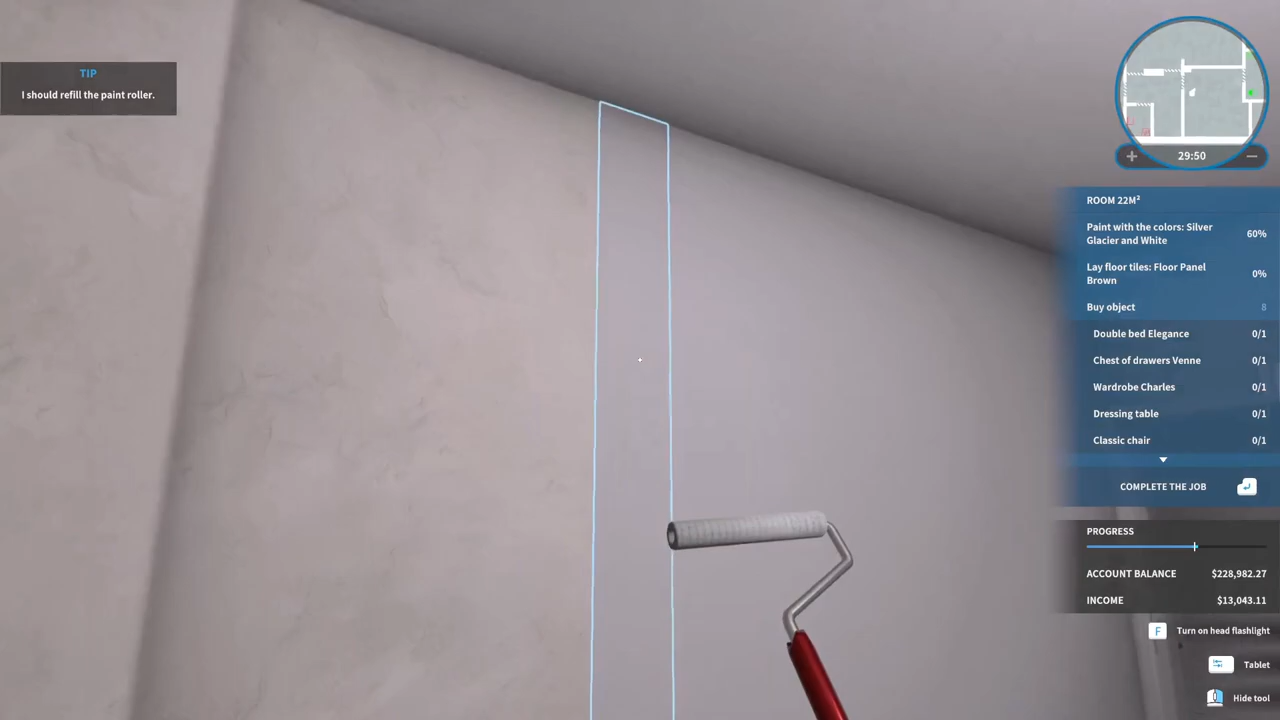 TIP
I should refill the paint roller.
29:50
ROOM 22M²
Paint with the colors: Silver
Glacier and White
60%
Lay floor tiles: Floor Panel
Brown
0%
Buy object 8
Double bed Elegance 0/1
Chest of drawers Venne 0/1
Wardrobe Charles 0/1
Dressing table 0/1
Classic chair 0/1
COMPLETE THE JOB
PROGRESS
ACCOUNT BALANCE $228,982.27
INCOME $13,043.11
F Turn on head flashlight
Tablet
Hide tool